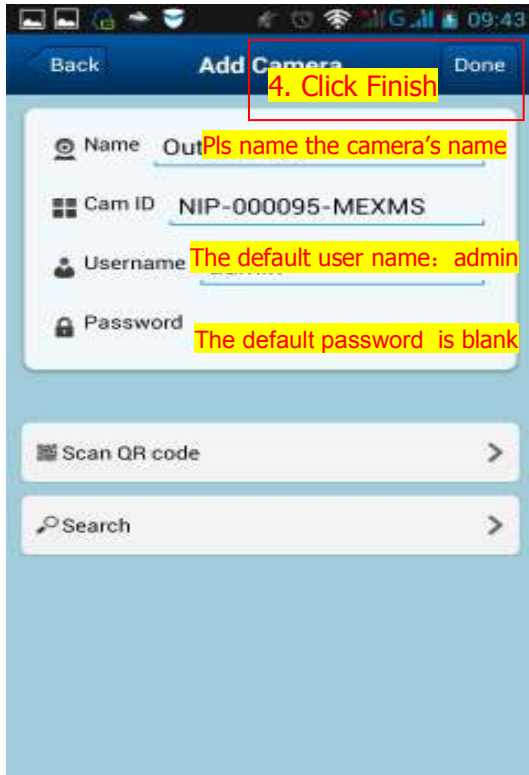 09:43
Back Add Camera Done
4. Click Finish
Name Out Pls name the camera's name
Cam ID NIP-000095-MEXMS
Username The default user name: admin
Password
The default password is blank
Scan QR code >
Search >